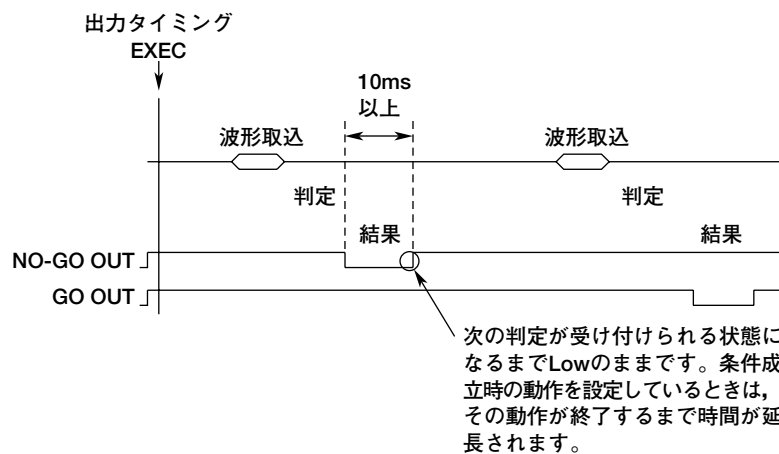 出力タイミング
EXEC
10ms
以上
波形取込
波形取込
判定
判定
結果
結果
NO-GO OUT
GO OUT
次の判定が受け付けられる状態に
なるまでLowのままです。条件成
立時の動作を設定しているときは,
その動作が終了するまで時間が延
長されます。